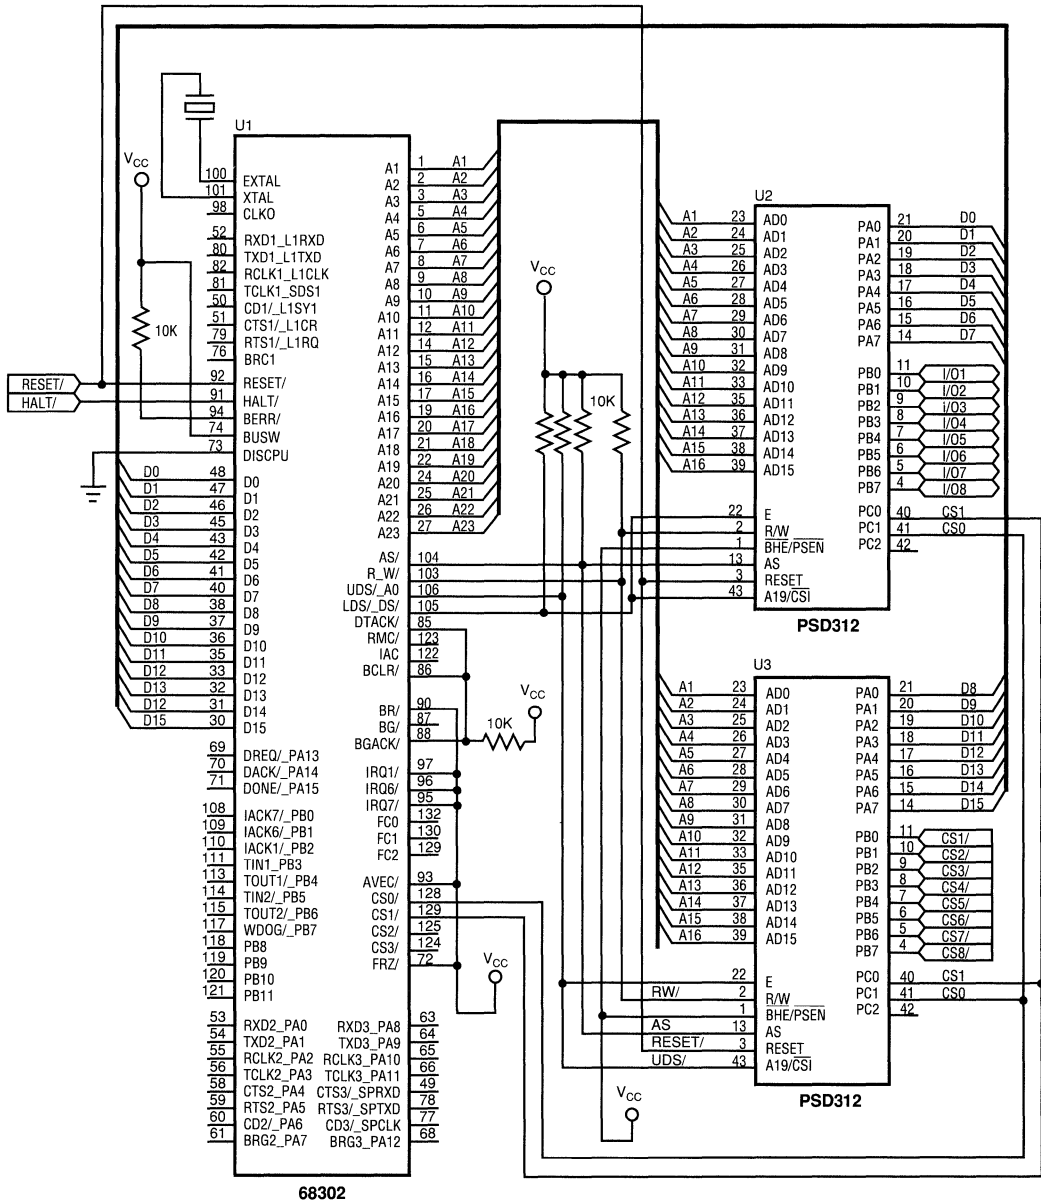 U1
VCC
10K
RESET/
HALT/
100 EXTAL
101 XTAL
98 CLKO
52 RXD1_L1RXD
80 TXD1_L1TXD
82 RCLK1_L1CLK
81 TCLK1_SDS1
50 CD1/_L1SY1
51 CTS1/_L1CR
79 RTS1/_L1RQ
76 BRC1
92 RESET/
91 HALT/
94 BERR/
74 BUSW
73 DISCPU
D0 48 D0
D1 47 D1
D2 46 D2
D3 45 D3
D4 43 D4
D5 42 D5
D6 41 D6
D7 40 D7
D8 38 D8
D9 37 D9
D10 36 D10
D11 35 D11
D12 33 D12
D13 32 D13
D12 31 D14
D15 30 D15
69 DREQ/_PA13
70 DACK/_PA14
71 DONE/_PA15
108 IACK7/_PB0
109 IACK6/_PB1
110 IACK1/_PB2
111 TIN1_PB3
113 TOUT1/_PB4
114 TIN2/_PB5
115 TOUT2/_PB6
117 WDOG/_PB7
118 PB8
119 PB9
120 PB10
121 PB11
53 RXD2_PA0
54 TXD2_PA1
55 RCLK2_PA2
56 TCLK2_PA3
58 CTS2_PA4
59 RTS2_PA5
60 CD2/_PA6
61 BRG2_PA7
A1 1 A1
A2 2 A2
A3 3 A3
A4 5 A4
A5 6 A5
A6 7 A6
A7 8 A7
A8 9 A8
A9 10 A9
A10 11 A10
A11 12 A11
A12 14 A12
A13 15 A13
A14 16 A14
A15 17 A15
A16 19 A16
A17 20 A17
A18 21 A18
A19 22 A19
A20 24 A20
A21 25 A21
A22 26 A22
A23 27 A23
AS/ 104
R_W/ 103
UDS/_A0 106
LDS/_DS/ 105
DTACK/ 85
RMC/ 123
IAC 122
BCLR/ 86
BR/ 90
BG/ 87
BGACK/ 88
IRQ1/ 97
IRQ6/ 96
IRQ7/ 95
FC0 132
FC1 130
FC2 129
AVEC/ 93
CS0/ 128
CS1/ 129
CS2/ 125
CS3/ 124
FRZ/ 72
RXD3_PA8 63
TXD3_PA9 64
RCLK3_PA10 65
TCLK3_PA11 66
CTS3/_SPRXD 49
RTS3/_SPTXD 78
CD3/_SPCLK 77
BRG3_PA12 68
68302
VCC
10K
VCC
10K
VCC
VCC
U2
A1 23 AD0
A2 24 AD1
A3 25 AD2
A4 26 AD3
A5 27 AD4
A6 28 AD5
A7 29 AD6
A8 30 AD7
A9 31 AD8
A10 32 AD9
A11 33 AD10
A12 35 AD11
A13 36 AD12
A14 37 AD13
A15 38 AD14
A16 39 AD15
22 E
2 R/W
1 BHE/PSEN
13 AS
3 RESET
43 A19/CSI
PA0 21 D0
PA1 20 D1
PA2 19 D2
PA3 18 D3
PA4 17 D4
PA5 16 D5
PA6 15 D6
PA7 14 D7
PB0 11 I/O1
PB1 10 I/O2
PB2 9 i/O3
PB3 8 I/O4
PB4 7 I/O5
PB5 6 I/O6
PB6 5 I/O7
PB7 4 I/O8
PC0 40 CS1
PC1 41 CS0
PC2 42
PSD312
U3
A1 23 AD0
A2 24 AD1
A3 25 AD2
A4 26 AD3
A5 27 AD4
A6 28 AD5
A7 29 AD6
A8 30 AD7
A9 31 AD8
A10 32 AD9
A11 33 AD10
A12 35 AD11
A13 36 AD12
A14 37 AD13
A15 38 AD14
A16 39 AD15
22 E
RW/ 2 R/W
1 BHE/PSEN
AS 13 AS
RESET/ 3 RESET
UDS/ 43 A19/CSI
PA0 21 D8
PA1 20 D9
PA2 19 D10
PA3 18 D11
PA4 17 D12
PA5 16 D13
PA6 15 D14
PA7 14 D15
PB0 11 CS1/
PB1 10 CS2/
PB2 9 CS3/
PB3 8 CS4/
PB4 7 CS5/
PB5 6 CS6/
PB6 5 CS7/
PB7 4 CS8/
PC0 40 CS1
PC1 41 CS0
PC2 42
PSD312